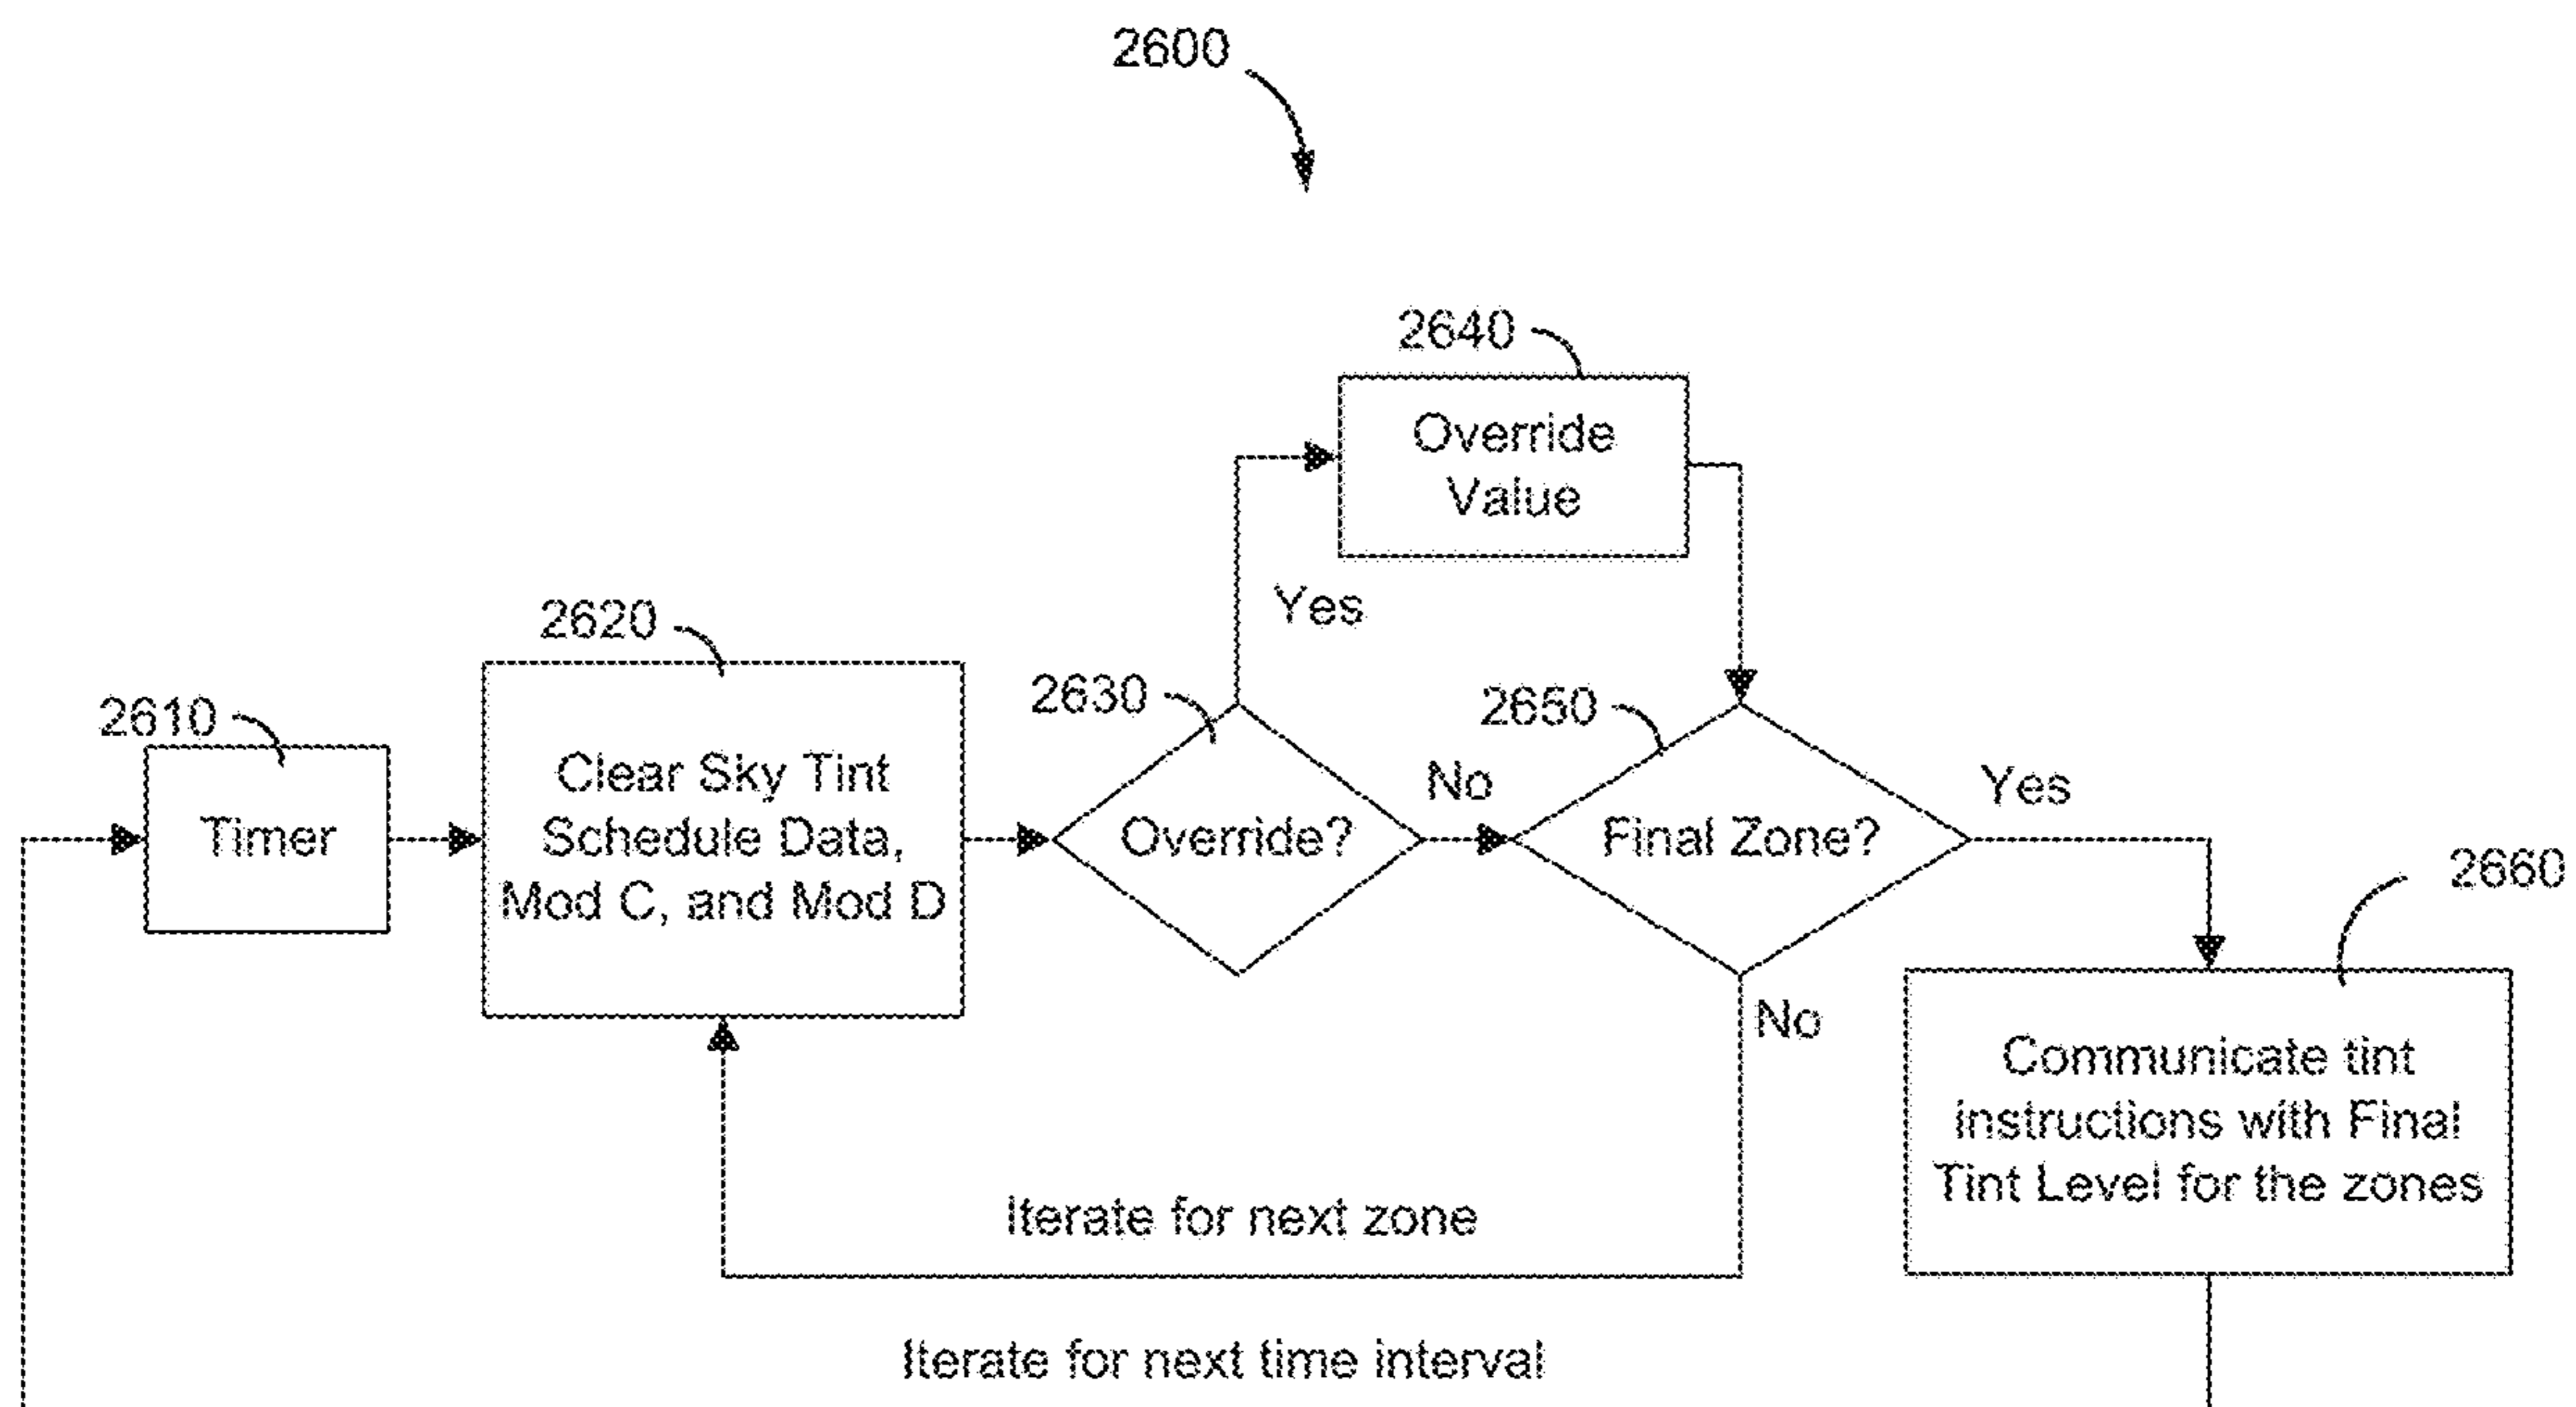 2600
2640
Override
Value
Yes
2620
2630
2650
2610
Clear Sky Tint
Schedule Data,
Mod C, and Mod D
Timer
Override?
No
Final Zone?
Yes
2660
No
Communicate tint
instructions with Final
Tint Level for the zones
Iterate for next zone
Iterate for next time interval